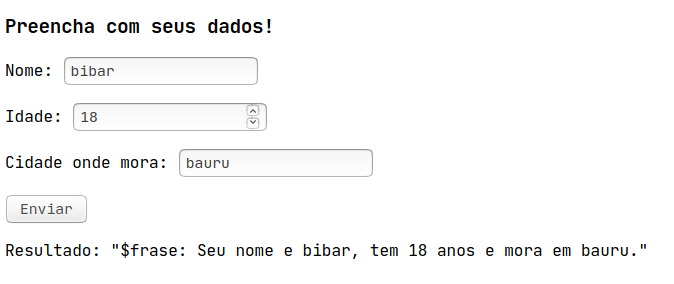 Preencha com seus dados!
Nome: bibar
Idade: 18
Cidade onde mora: bauru
Enviar
Resultado: "$frase: Seu nome e bibar, tem 18 anos e mora em bauru."